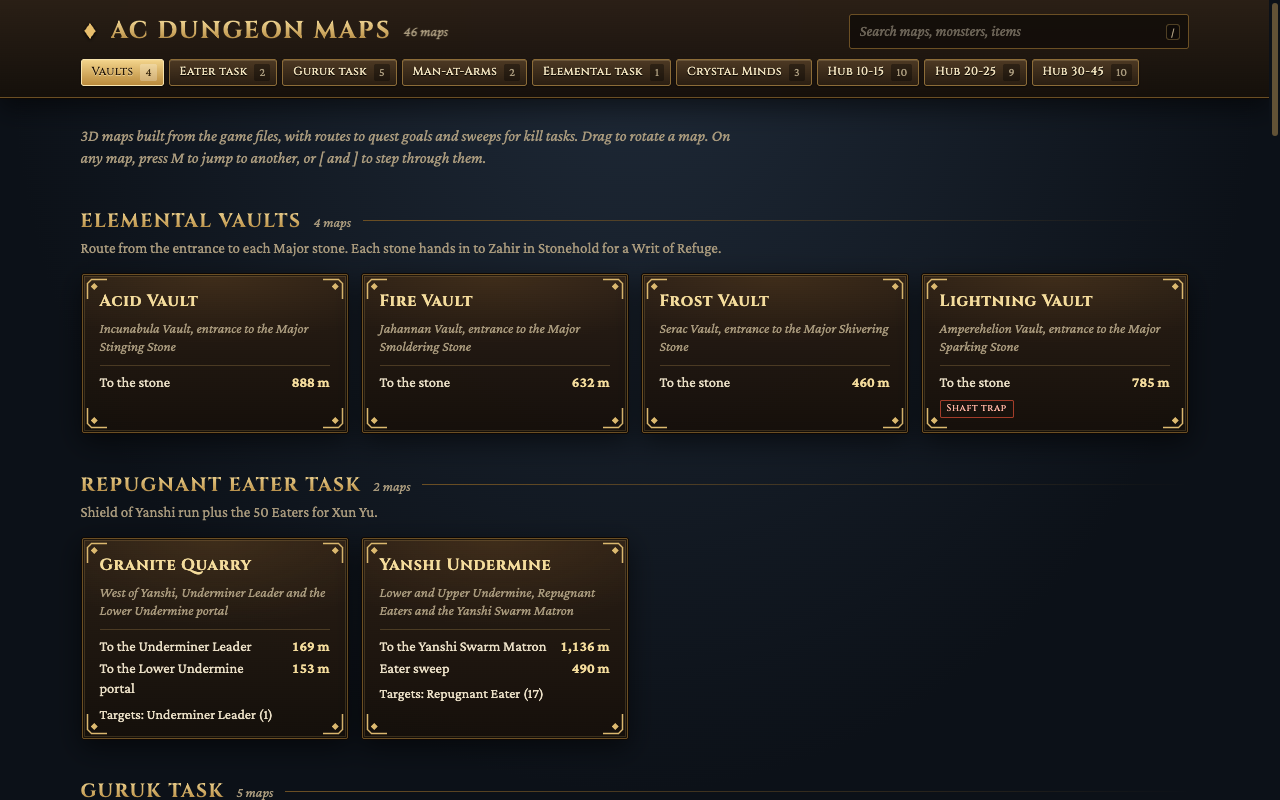 AC DUNGEON MAPS 46 maps
Search maps, monsters, items /
VAULTS 4 EATER TASK 2 GURUK TASK 5 MAN-AT-ARMS 2 ELEMENTAL TASK 1 CRYSTAL MINDS 3 HUB 10-15 10 HUB 20-25 9 HUB 30-45 10
3D maps built from the game files, with routes to quest goals and sweeps for kill tasks. Drag to rotate a map. On
any map, press M to jump to another, or [ and ] to step through them.
ELEMENTAL VAULTS 4 maps
Route from the entrance to each Major stone. Each stone hands in to Zahir in Stonehold for a Writ of Refuge.
ACID VAULT
Incunabula Vault, entrance to the Major
Stinging Stone
To the stone 888 m
FIRE VAULT
Jahannan Vault, entrance to the Major
Smoldering Stone
To the stone 632 m
FROST VAULT
Serac Vault, entrance to the Major Shivering
Stone
To the stone 460 m
LIGHTNING VAULT
Amperehelion Vault, entrance to the Major
Sparking Stone
To the stone 785 m
SHAFT TRAP
REPUGNANT EATER TASK 2 maps
Shield of Yanshi run plus the 50 Eaters for Xun Yu.
GRANITE QUARRY
West of Yanshi, Underminer Leader and the
Lower Undermine portal
To the Underminer Leader 169 m
To the Lower Undermine
portal 153 m
Targets: Underminer Leader (1)
YANSHI UNDERMINE
Lower and Upper Undermine, Repugnant
Eaters and the Yanshi Swarm Matron
To the Yanshi Swarm Matron 1,136 m
Eater sweep 490 m
Targets: Repugnant Eater (17)
GURUK TASK 5 maps